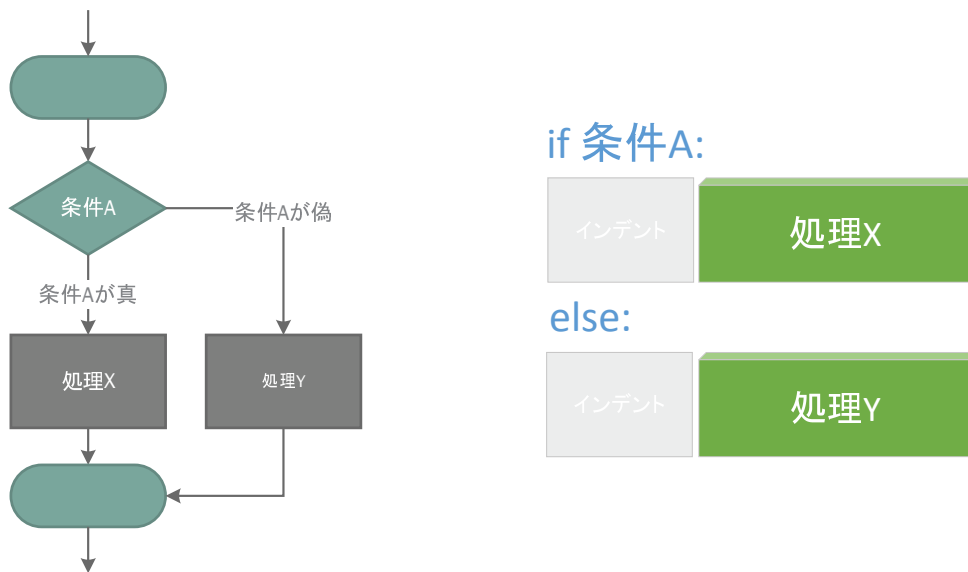 条件A
条件Aが偽
条件Aが真
処理X
処理Y
if 条件A:
インデント
処理X
else:
インデント
処理Y